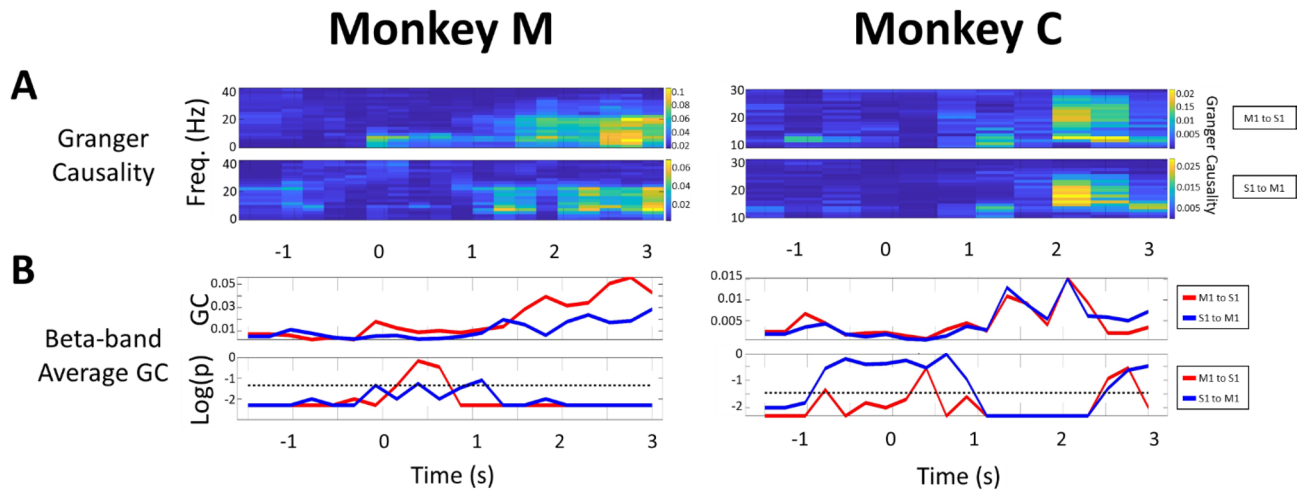 Monkey M
Monkey C
A
Granger Causality
Freq. (Hz)
40
20
0
40
20
0
0.1
0.08
0.06
0.04
0.02
0.06
0.04
0.02
30
20
10
30
20
10
0.02
0.015
0.01
0.005
0.025
0.015
0.005
Granger Causality
M1 to S1
S1 to M1
-1 0 1 2 3
-1 0 1 2 3
B
Beta-band
Average GC
GC
0.05
0.03
0.01
0.015
0.01
0.005
M1 to S1
S1 to M1
Log(p)
0
-1
-2
0
-1
-2
M1 to S1
S1 to M1
-1 0 1 2 3
-1 0 1 2 3
Time (s)
Time (s)